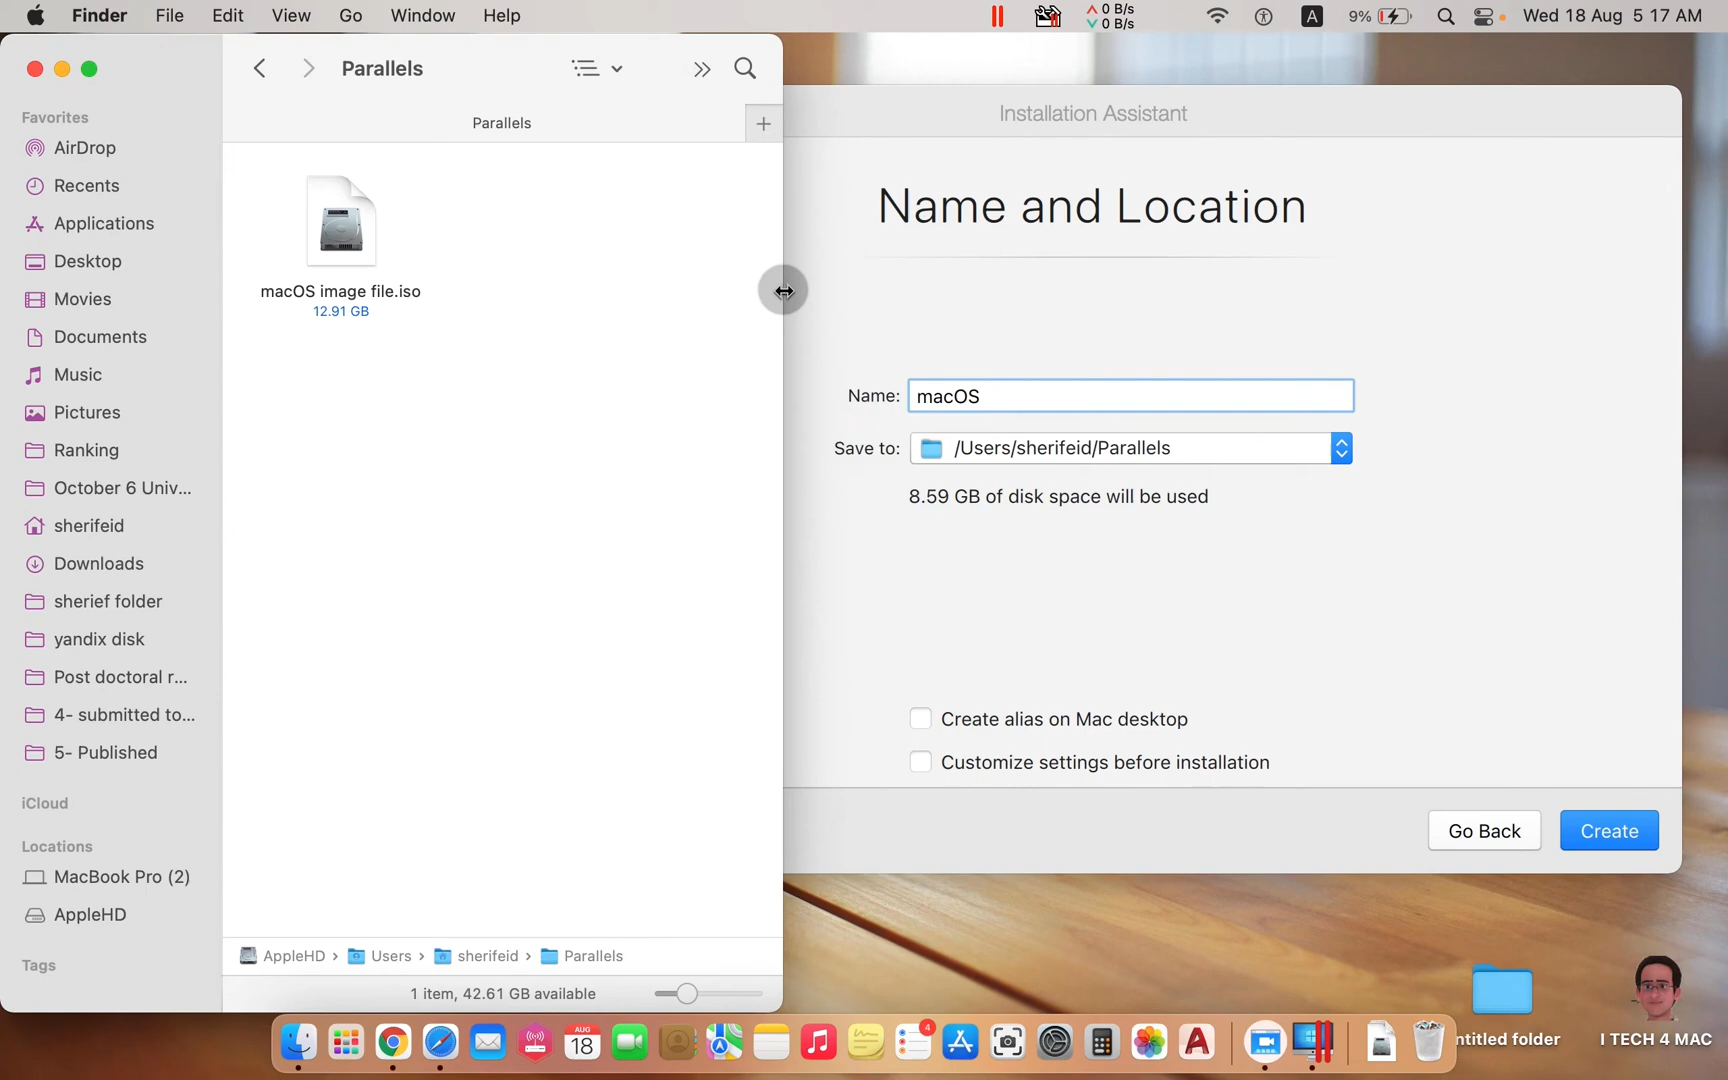 Finder File Edit View Go Window Help 0 B/s 0 B/s A 9% Wed 18 Aug 5 17 AM
Parallels
Parallels
Favorites
AirDrop
Recents
Applications
Desktop
Movies
Documents
Music
Pictures
Ranking
October 6 Univ...
sherifeid
Downloads
sherief folder
yandix disk
Post doctoral r...
4- submitted to...
5- Published
iCloud
Locations
MacBook Pro (2)
AppleHD
Tags
macOS image file.iso
12.91 GB
AppleHD › Users › sherifeid › Parallels
1 item, 42.61 GB available
Installation Assistant
Name and Location
Name: macOS
Save to: /Users/sherifeid/Parallels
8.59 GB of disk space will be used
Create alias on Mac desktop
Customize settings before installation
Go Back Create
ntitled folder
I TECH 4 MAC
AUG
18
4